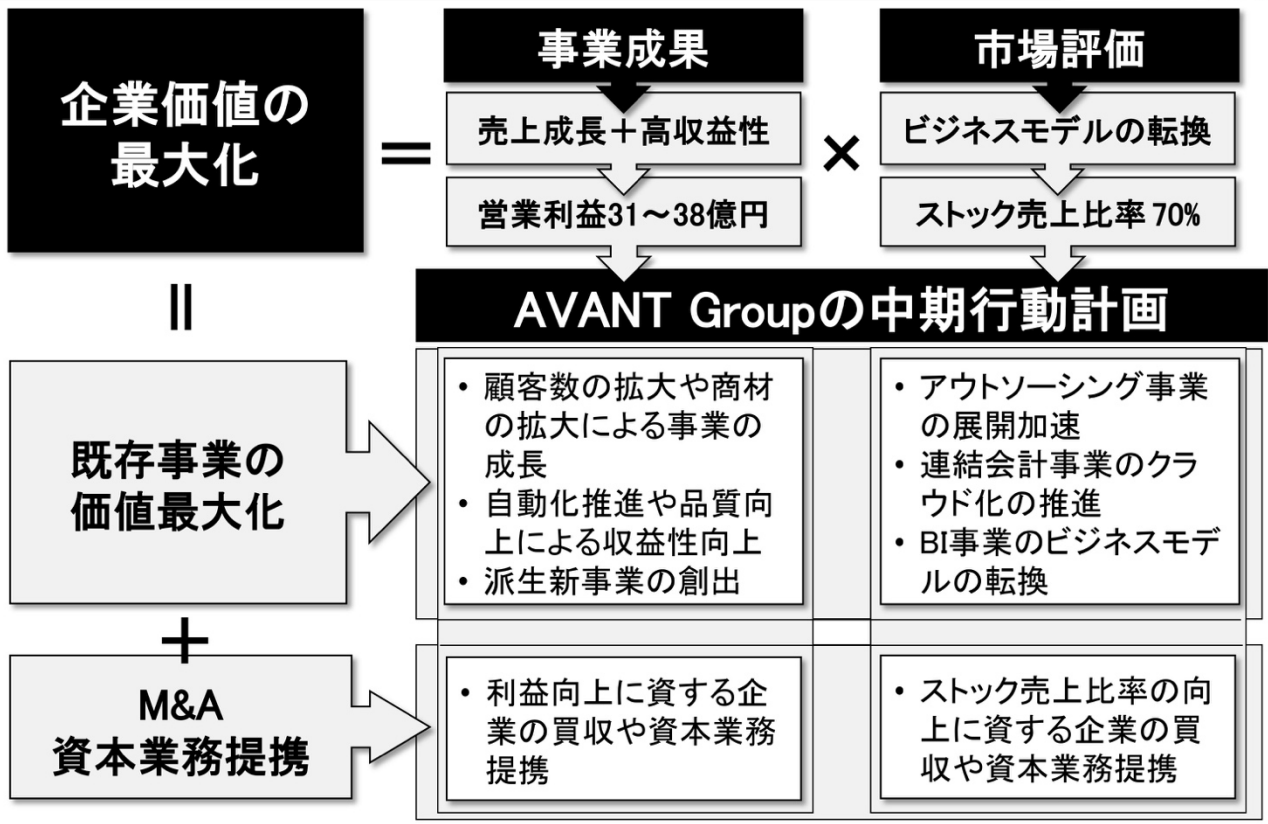 企業価値の
最大化
＝
事業成果
売上成長＋高収益性
営業利益31～38億円
×
市場評価
ビジネスモデルの転換
ストック売上比率70%
AVANT Groupの中期行動計画
＝
既存事業の
価値最大化
• 顧客数の拡大や商材
の拡大による事業の
成長
• 自動化推進や品質向
上による収益性向上
• 派生新事業の創出
• アウトソーシング事業
の展開加速
• 連結会計事業のクラ
ウド化の推進
• BI事業のビジネスモデ
ルの転換
＋
M&A
資本業務提携
• 利益向上に資する企
業の買収や資本業務
提携
• ストック売上比率の向
上に資する企業の買
収や資本業務提携